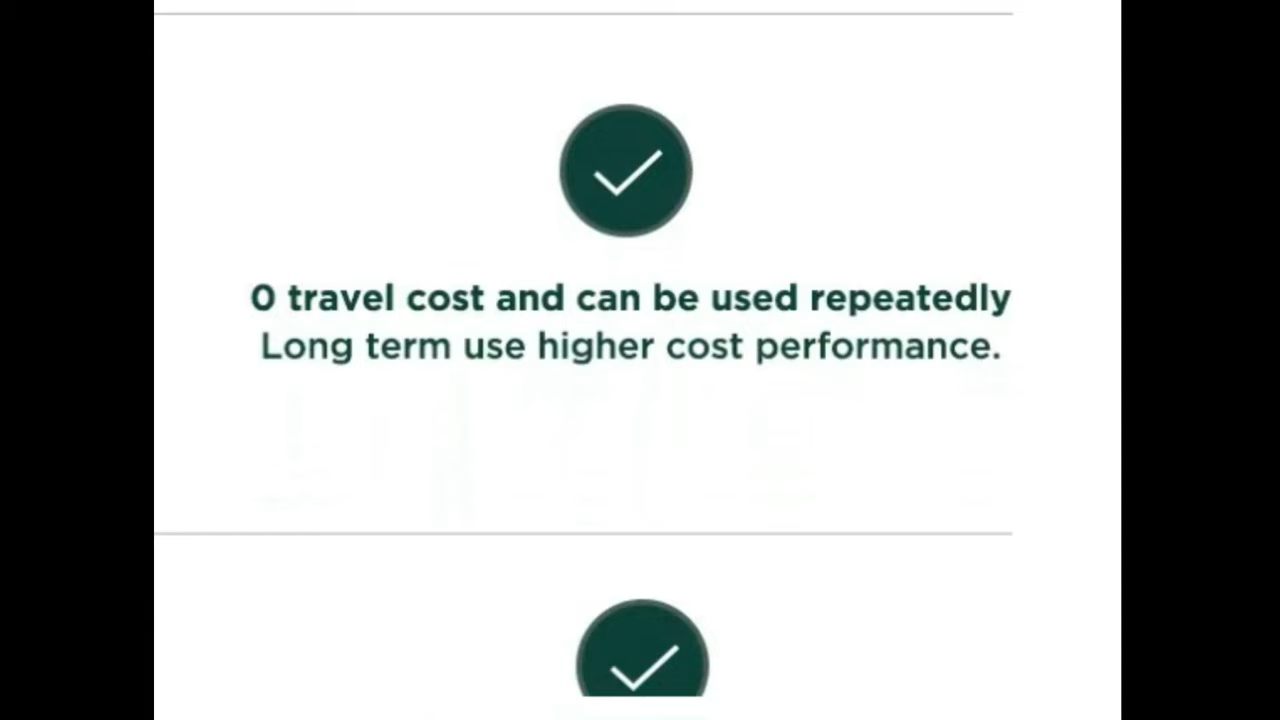 0 travel cost and can be used repeatedly
Long term use higher cost performance.